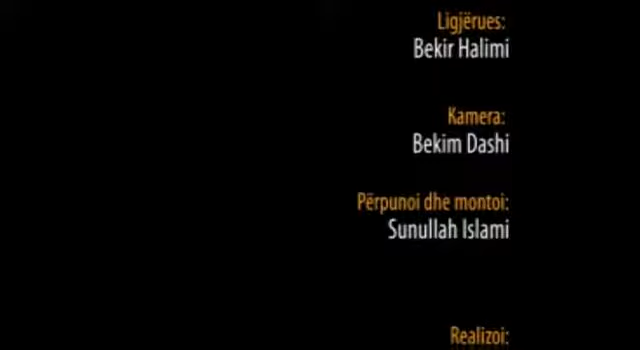 Ligjërues:
Bekir Halimi
Kamera:
Bekim Dashi
Përpunoi dhe montoi:
Sunullah Islami
Realizoi: